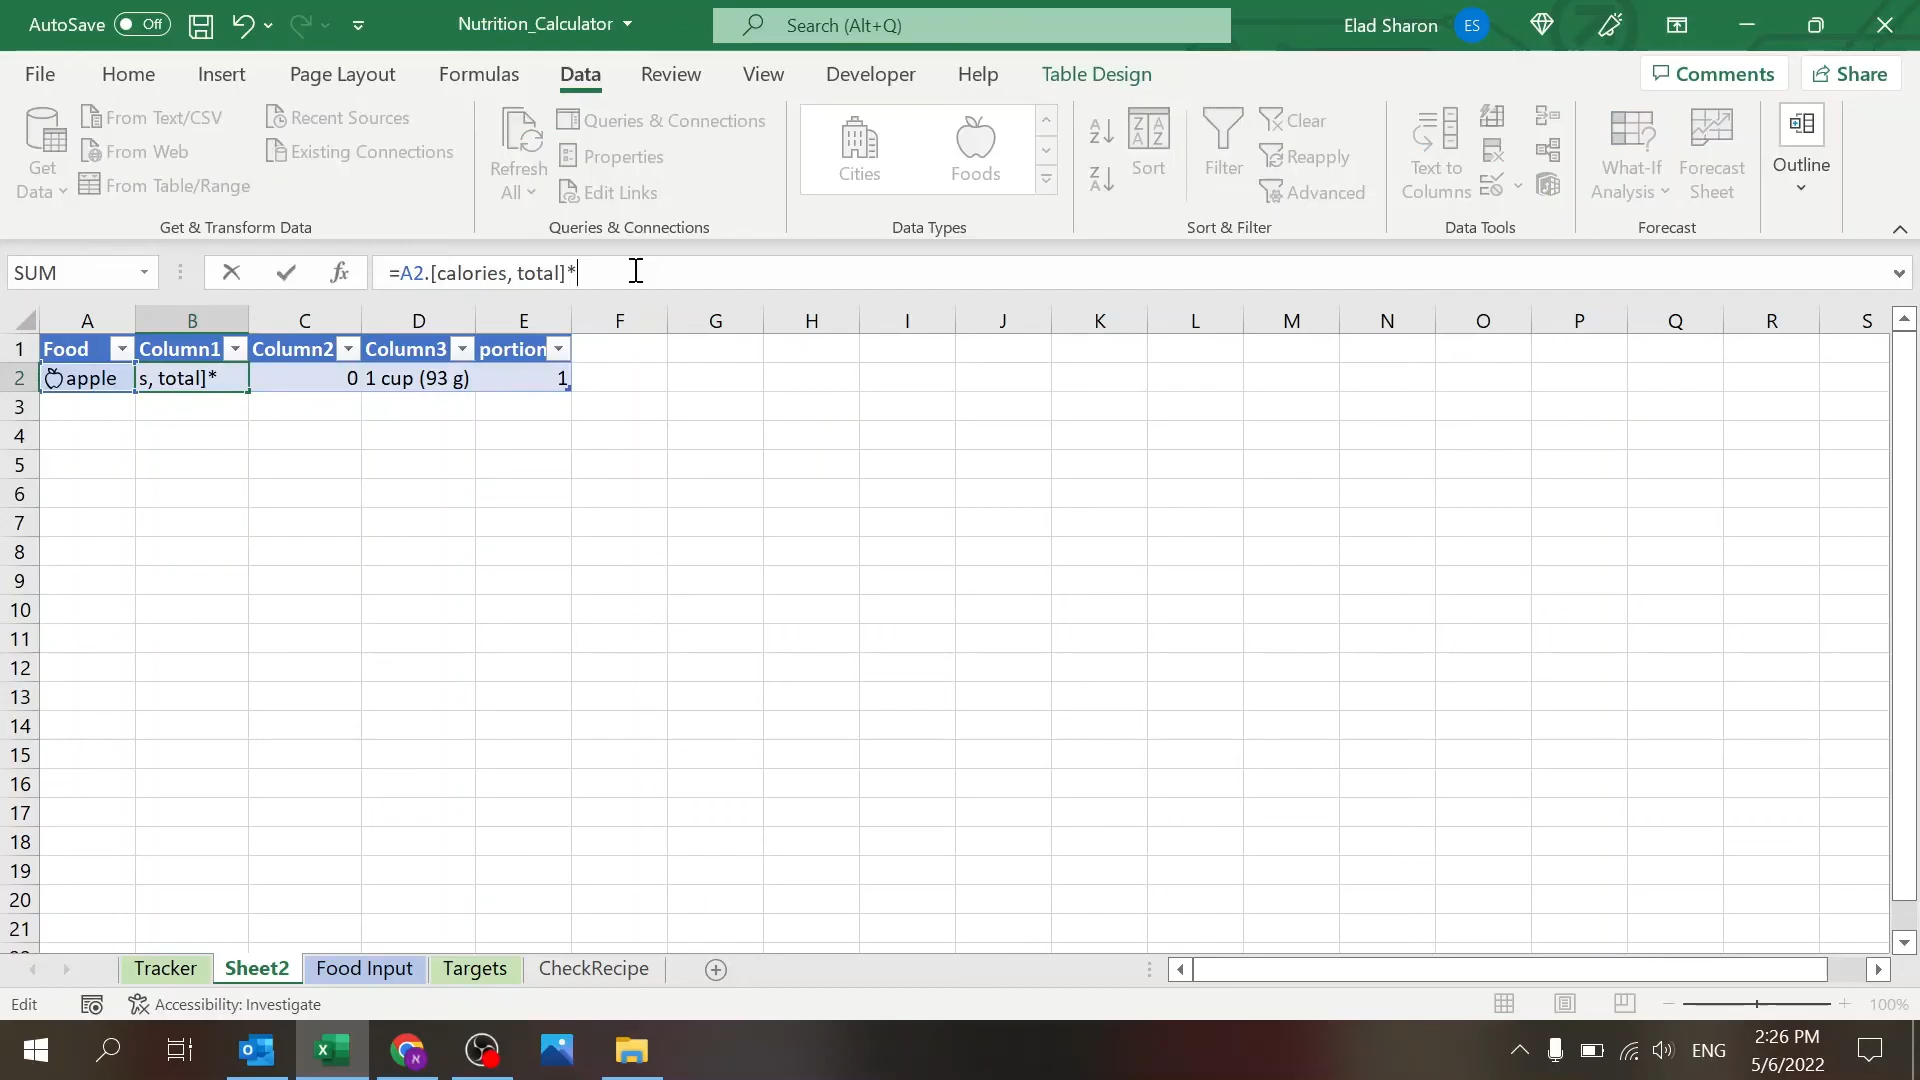 AutoSave Off
Nutrition_Calculator
Search (Alt+Q)
Elad Sharon
ES
File Home Insert Page Layout Formulas Data Review View Developer Help Table Design
Comments
Share
Get Data
From Text/CSV
From Web
From Table/Range
Recent Sources
Existing Connections
Get & Transform Data
Refresh All
Queries & Connections
Properties
Edit Links
Queries & Connections
Cities
Foods
Data Types
A Z
Z A
Z A A Z
Sort
Filter
Clear
Reapply
Advanced
Sort & Filter
Text to Columns
Data Tools
What-If Analysis
Forecast Sheet
Forecast
Outline
SUM
fx
=A2.[calories, total]*
A B C D E F G H I J K L M N O P Q R S
1 Food Column1 Column2 Column3 portion
2 apple s, total]* 0 1 cup (93 g) 1
3
4
5
6
7
8
9
10
11
12
13
14
15
16
17
18
19
20
21
Tracker Sheet2 Food Input Targets CheckRecipe
Edit
Accessibility: Investigate
100%
ENG
2:26 PM
5/6/2022